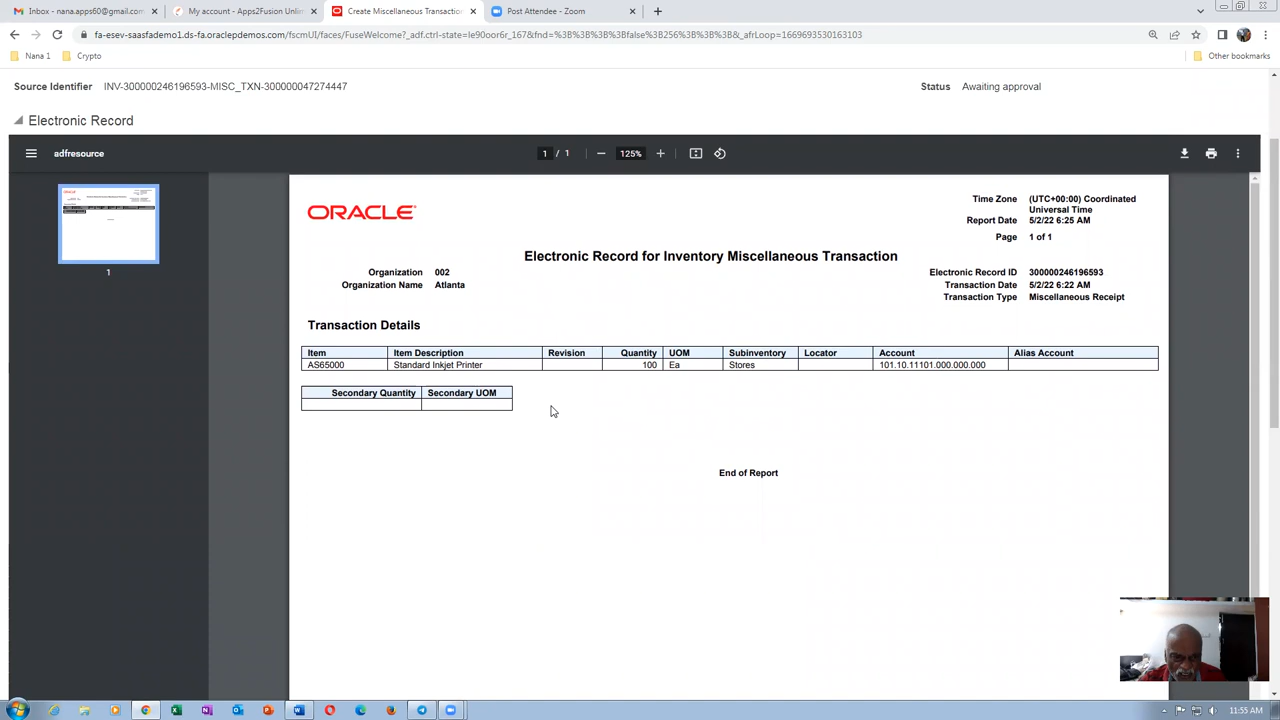 Inbox - nana.apps60@gmail.com
My account - Apps2Fusion Unlim
Create Miscellaneous Transactio
Post Attendee - Zoom
fa-esev-saasfademo1.ds-fa.oraclepdemos.com/fscmUI/faces/FuseWelcome?_adf.ctrl-state=le90oor6r_167&fnd=%3B%3B%3B%3Bfalse%3B256%3B%3B%3B&_afrLoop=1669693530163103
Nana 1
Crypto
Other bookmarks
Source Identifier INV-300000246196593-MISC_TXN-300000047274447
Status Awaiting approval
Electronic Record
adfresource
1 / 1
125%
ORACLE
Time Zone (UTC+00:00) Coordinated
Universal Time
Report Date 5/2/22 6:25 AM
Page 1 of 1
1
Electronic Record for Inventory Miscellaneous Transaction
Organization 002
Organization Name Atlanta
Electronic Record ID 300000246196593
Transaction Date 5/2/22 6:22 AM
Transaction Type Miscellaneous Receipt
Transaction Details
Item Item Description Revision Quantity UOM Subinventory Locator Account Alias Account
AS65000 Standard Inkjet Printer 100 Ea Stores 101.10.11101.000.000.000
Secondary Quantity Secondary UOM
End of Report
11:55 AM